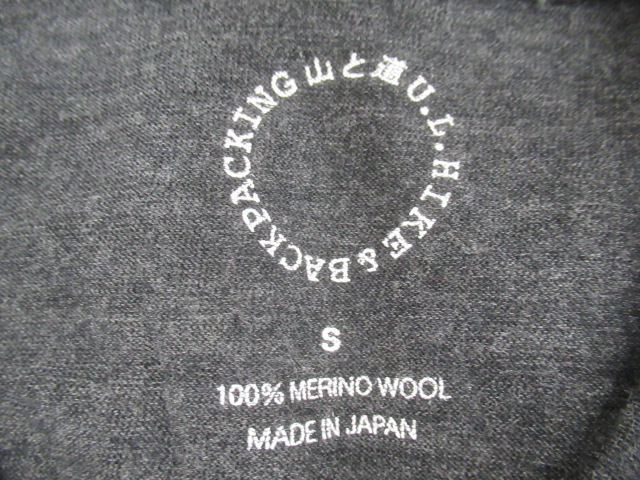 山と道 U.L. HIKE & BACKPACKING
S
100% MERINO WOOL
MADE IN JAPAN